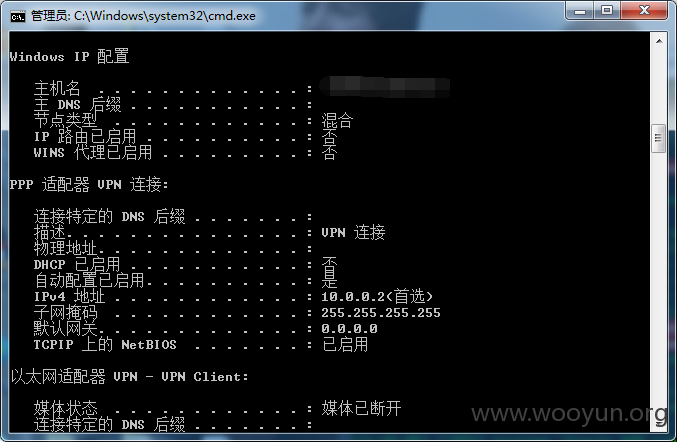 管理员: C:\Windows\system32\cmd.exe
Windows IP 配置
主机名 . . . . . . . . . . . . . :
主 DNS 后缀 . . . . . . . . . . . :
节点类型 . . . . . . . . . . . . : 混合
IP 路由已启用 . . . . . . . . . . : 否
WINS 代理已启用 . . . . . . . . . : 否
PPP 适配器 VPN 连接:
连接特定的 DNS 后缀 . . . . . . . :
描述. . . . . . . . . . . . . . . : VPN 连接
物理地址. . . . . . . . . . . . . :
DHCP 已启用 . . . . . . . . . . . : 否
自动配置已启用. . . . . . . . . . : 是
IPv4 地址 . . . . . . . . . . . . : 10.0.0.2(首选)
子网掩码 . . . . . . . . . . . . : 255.255.255.255
默认网关. . . . . . . . . . . . . : 0.0.0.0
TCPIP 上的 NetBIOS . . . . . . . : 已启用
以太网适配器 VPN - VPN Client:
媒体状态 . . . . . . . . . . . . : 媒体已断开
连接特定的 DNS 后缀 . . . . . . . :
www.wooyun.org